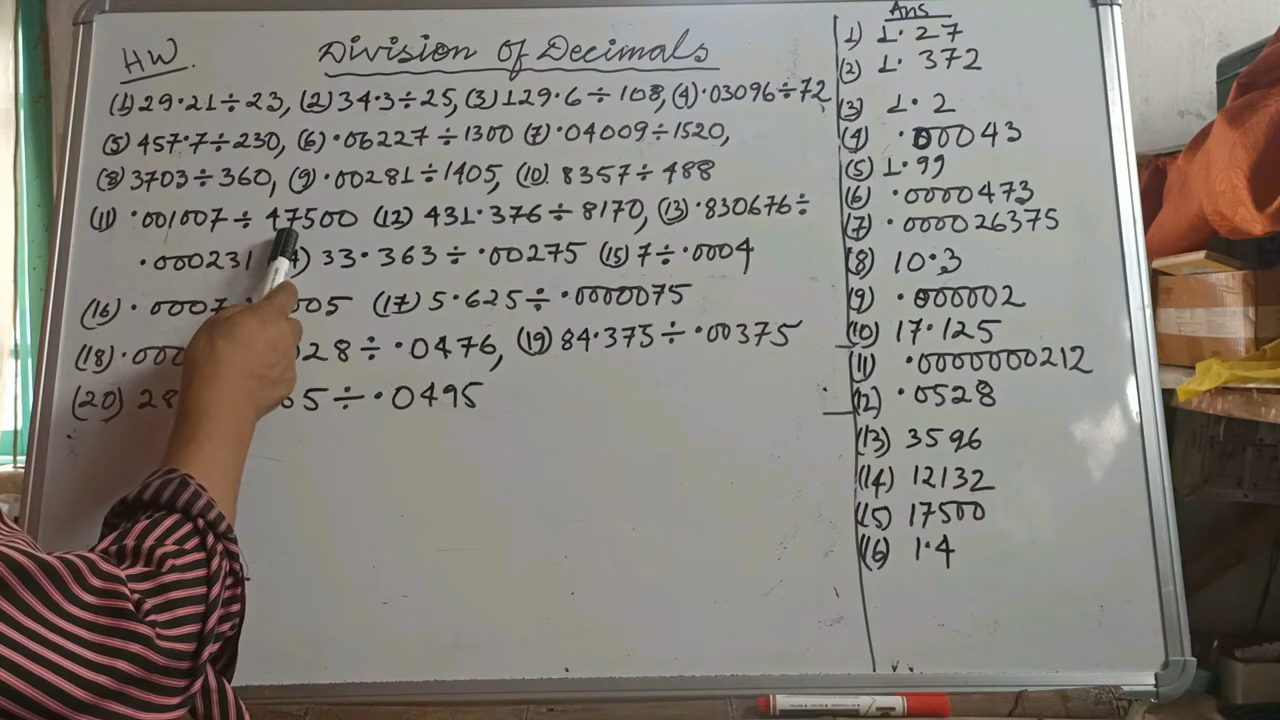 HW. Division of Decimals
(1) 29.21÷23, (2) 34.3÷25, (3) 129.6÷108, (4) .03096÷72
(5) 457.7÷230, (6) .06227÷1300 (7) .04009÷1520,
(8) 3703÷360, (9) .00281÷1405, (10). 8357÷488
(11) .001007÷47500 (12) 431.376÷8170, (13) .830676÷
.000231 4) 33.363÷.00275 (15) 7÷.0004
(16) .0007 005 (17) 5.625÷.0000075
(18) .000 28÷.0476, (19) 84.375÷.00375
(20) 28 65÷.0495
Ans
1) 1.27
(2) 1.372
(3) 1.2
(4) .00043
(5) 1.99
(6) .0000473
(7) .000026375
(8) 10.3
(9) .000002
(10) 17.125
(11) .0000000212
(12) .0528
(13) 3596
(14) 12132
(15) 17500
(16) 1.4